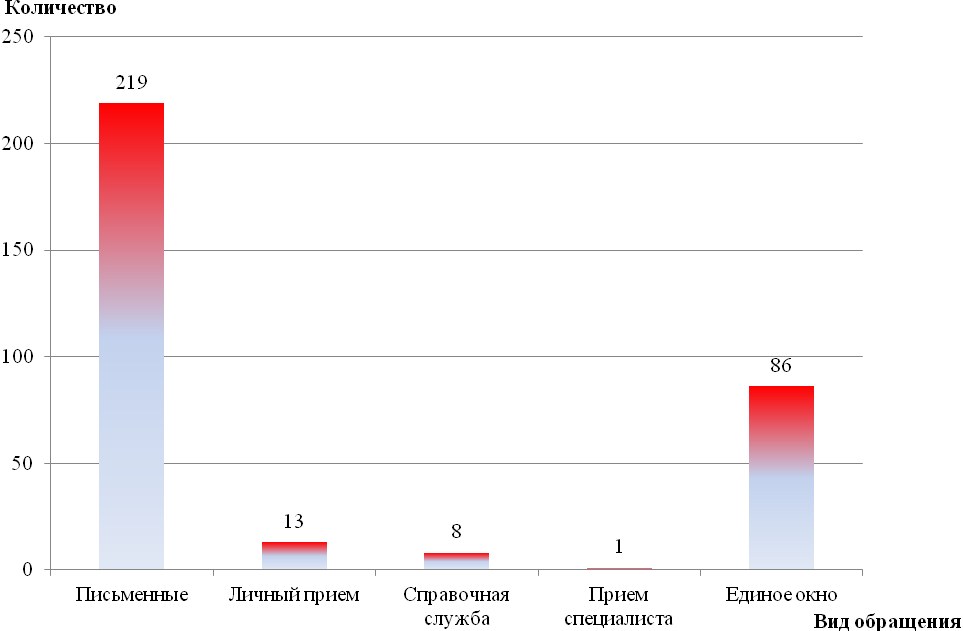 Количество
250
219
200
150
100
86
50
13
8
1
0
Письменные
Личный прием
Справочная
служба
Прием
специалиста
Единое окно
Вид обращения